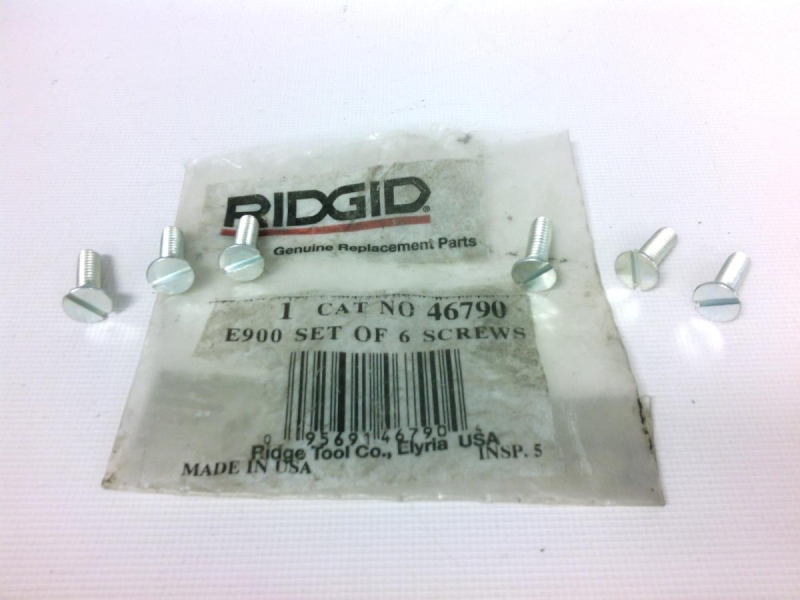 RIDGID®
Genuine Replacement Parts
1 CAT NO 46790
E900 SET OF 6 SCREWS
0 95691 46790
Ridge Tool Co., Elyria USA
MADE IN USA INSP. 5